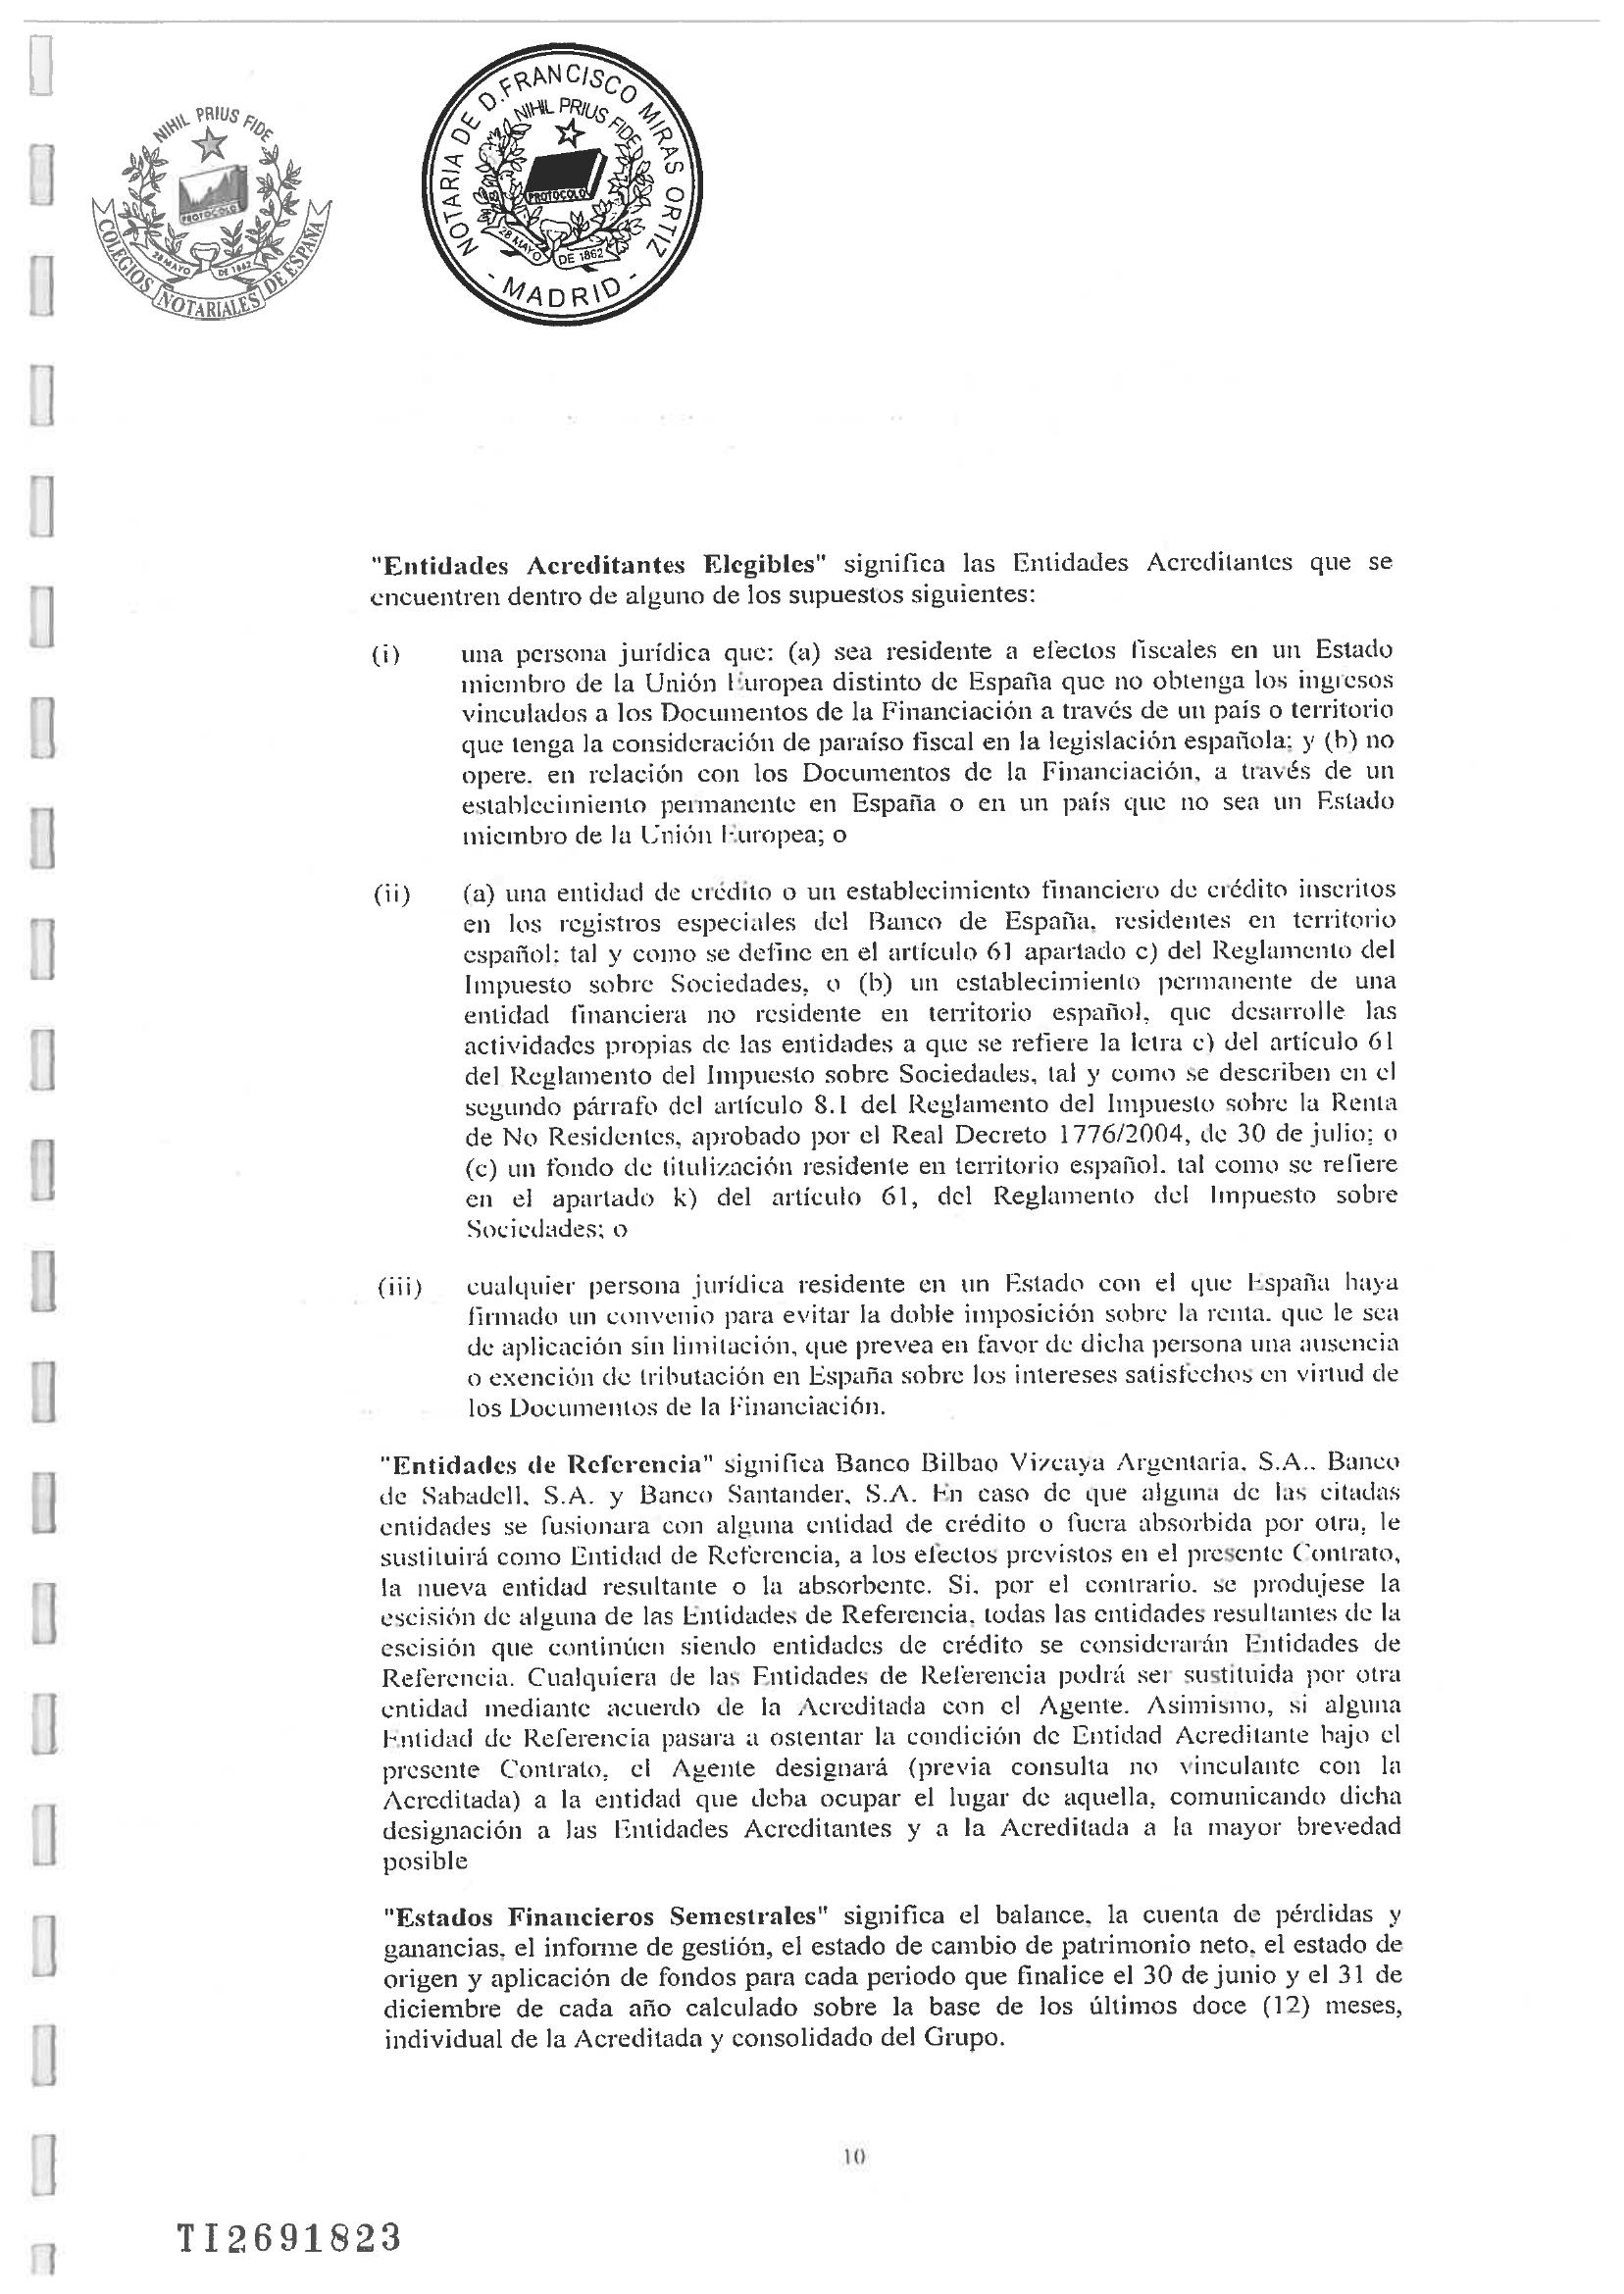 NIHIL PRIUS FIDE
PROTOCOLO
28 MAYO DE 1862
COLEGIOS NOTARIALES DE ESPAÑA
NOTARIA DE D. FRANCISCO MIRAS ORTIZ
NIHIL PRIUS FIDE
PROTOCOLO
28 MAYO DE 1862
- MADRID -
"Entidades Acreditantes Elegibles" significa las Entidades Acreditantes que se
encuentren dentro de alguno de los supuestos siguientes:
(i) una persona jurídica que: (a) sea residente a efectos fiscales en un Estado
miembro de la Unión Europea distinto de España que no obtenga los ingresos
vinculados a los Documentos de la Financiación a través de un país o territorio
que tenga la consideración de paraíso fiscal en la legislación española; y (b) no
opere, en relación con los Documentos de la Financiación, a través de un
establecimiento permanente en España o en un país que no sea un Estado
miembro de la Unión Europea; o
(ii) (a) una entidad de crédito o un establecimiento financiero de crédito inscritos
en los registros especiales del Banco de España, residentes en territorio
español; tal y como se define en el artículo 61 apartado c) del Reglamento del
Impuesto sobre Sociedades, o (b) un establecimiento permanente de una
entidad financiera no residente en territorio español, que desarrolle las
actividades propias de las entidades a que se refiere la letra c) del artículo 61
del Reglamento del Impuesto sobre Sociedades, tal y como se describen en el
segundo párrafo del artículo 8.1 del Reglamento del Impuesto sobre la Renta
de No Residentes, aprobado por el Real Decreto 1776/2004, de 30 de julio; o
(c) un fondo de titulización residente en territorio español, tal como se refiere
en el apartado k) del artículo 61, del Reglamento del Impuesto sobre
Sociedades; o
(iii) cualquier persona jurídica residente en un Estado con el que España haya
firmado un convenio para evitar la doble imposición sobre la renta, que le sea
de aplicación sin limitación, que prevea en favor de dicha persona una ausencia
o exención de tributación en España sobre los intereses satisfechos en virtud de
los Documentos de la Financiación.
"Entidades de Referencia" significa Banco Bilbao Vizcaya Argentaria, S.A., Banco
de Sabadell, S.A. y Banco Santander, S.A. En caso de que alguna de las citadas
entidades se fusionara con alguna entidad de crédito o fuera absorbida por otra, le
sustituirá como Entidad de Referencia, a los efectos previstos en el presente Contrato,
la nueva entidad resultante o la absorbente. Si, por el contrario, se produjese la
escisión de alguna de las Entidades de Referencia, todas las entidades resultantes de la
escisión que continúen siendo entidades de crédito se considerarán Entidades de
Referencia. Cualquiera de las Entidades de Referencia podrá ser sustituida por otra
entidad mediante acuerdo de la Acreditada con el Agente. Asimismo, si alguna
Entidad de Referencia pasara a ostentar la condición de Entidad Acreditante bajo el
presente Contrato, el Agente designará (previa consulta no vinculante con la
Acreditada) a la entidad que deba ocupar el lugar de aquella, comunicando dicha
designación a las Entidades Acreditantes y a la Acreditada a la mayor brevedad
posible
"Estados Financieros Semestrales" significa el balance, la cuenta de pérdidas y
ganancias, el informe de gestión, el estado de cambio de patrimonio neto, el estado de
origen y aplicación de fondos para cada periodo que finalice el 30 de junio y el 31 de
diciembre de cada año calculado sobre la base de los últimos doce (12) meses,
individual de la Acreditada y consolidado del Grupo.
10
TI2691823